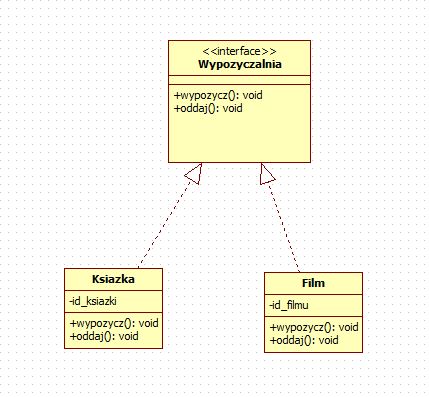 <<interface>>
Wypozyczalnia
+wypozycz(): void
+oddaj(): void
Ksiazka
-id_ksiazki
+wypozycz(): void
+oddaj(): void
Film
-id_filmu
+wypozycz(): void
+oddaj(): void